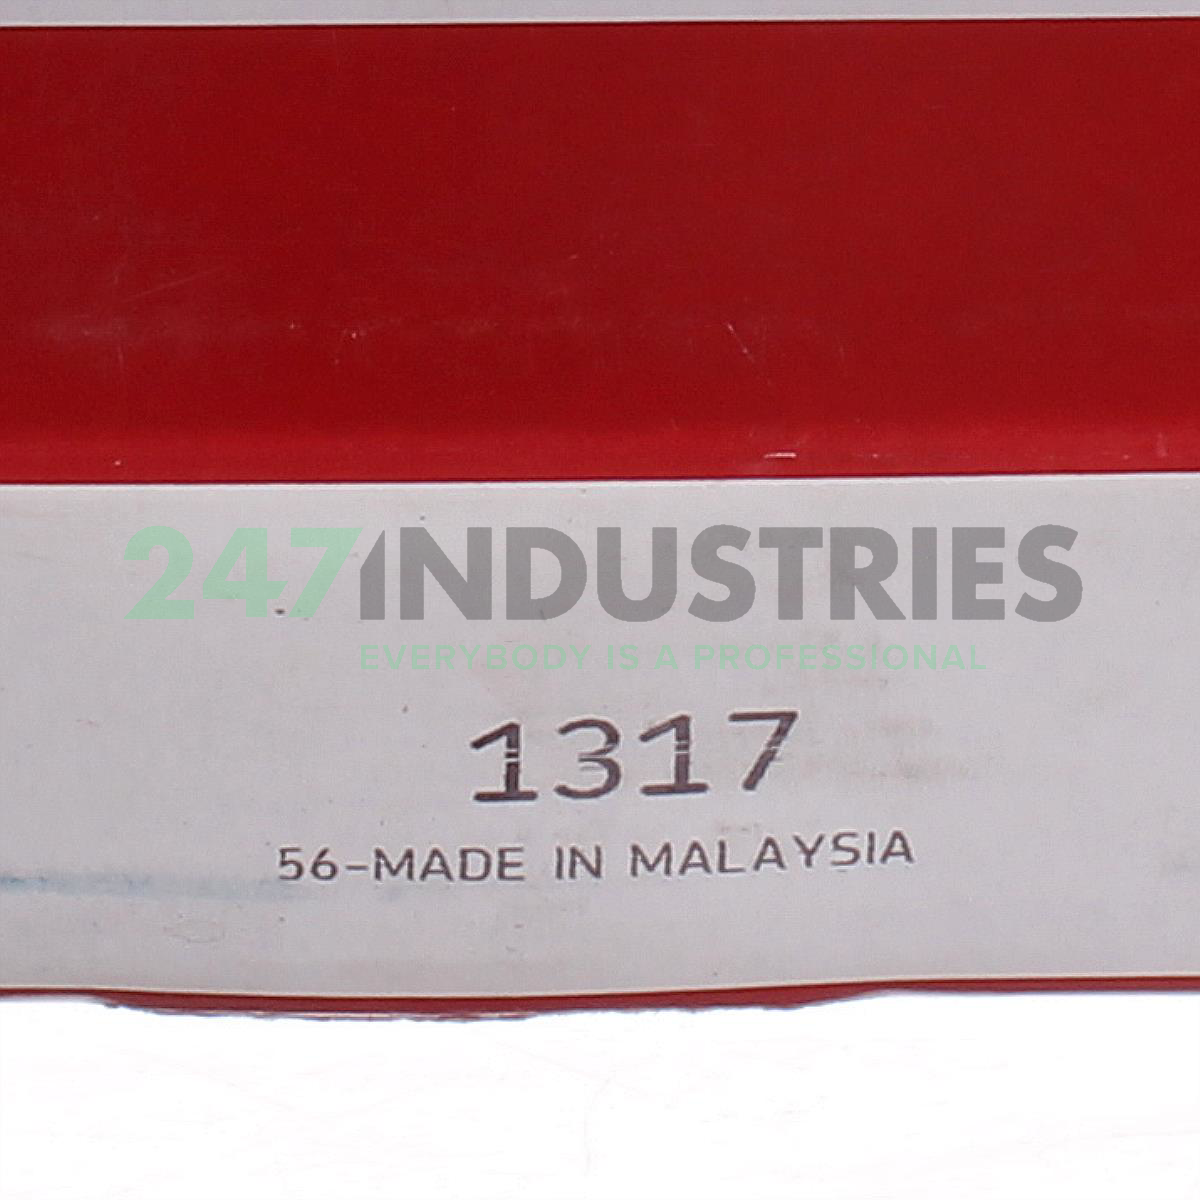 247INDUSTRIES
EVERYBODY IS A PROFESSIONAL
1317
56-MADE IN MALAYSIA